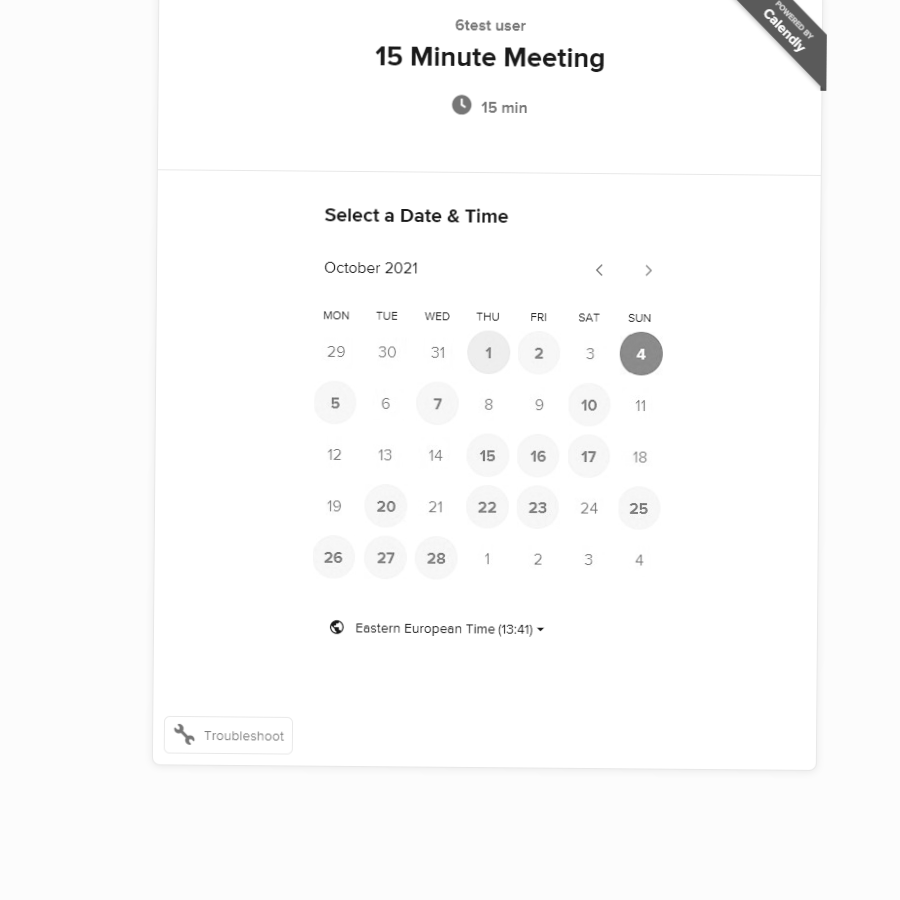 6test user
15 Minute Meeting
15 min
POWERED BY
Calendly
Select a Date & Time
October 2021
MON TUE WED THU FRI SAT SUN
29 30 31 1 2 3 4
5 6 7 8 9 10 11
12 13 14 15 16 17 18
19 20 21 22 23 24 25
26 27 28 1 2 3 4
Eastern European Time (13:41)
Troubleshoot